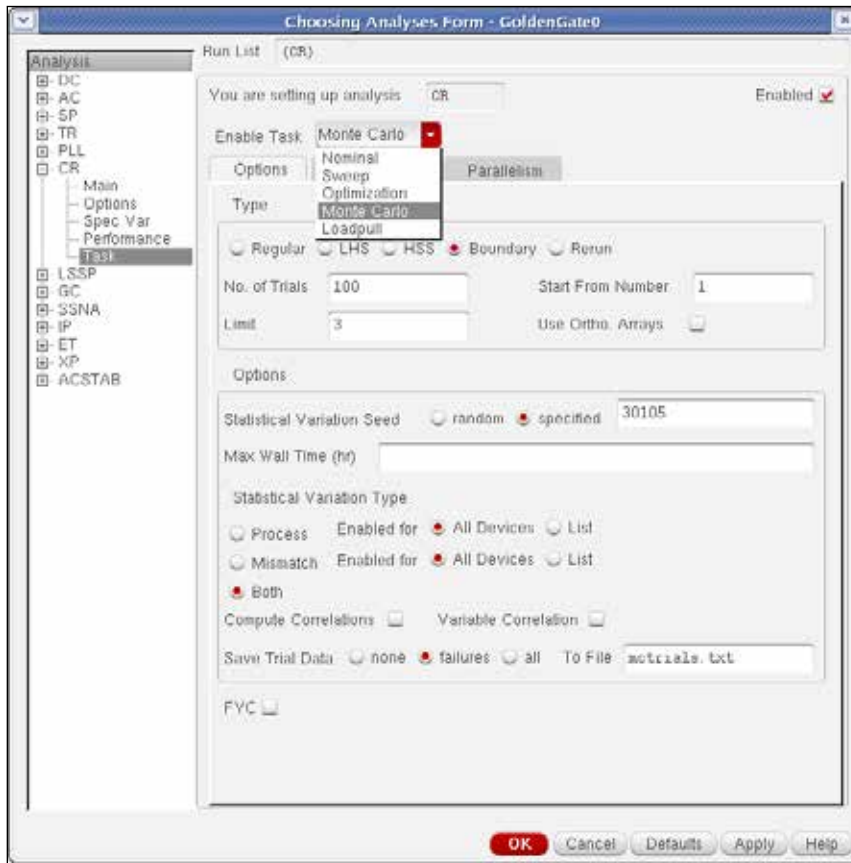 Choosing Analyses Form - GoldenGate0
Analysis
DC
AC
SP
TR
PLL
CR
Main
Options
Spec Var
Performance
Task
LSSP
GC
SSNA
IP
ET
XP
ACSTAB
Run List (CR)
You are setting up analysis CR Enabled
Enable Task Monte Carlo
Nominal
Sweep
Optimization
Monte Carlo
Loadpull
Options Parallelism
Type
Regular LHS HSS Boundary Rerun
No. of Trials 100 Start From Number 1
Limit 3 Use Ortho. Arrays
Options
Statistical Variation Seed random specified 30105
Max Wall Time (hr)
Statistical Variation Type
Process Enabled for All Devices List
Mismatch Enabled for All Devices List
Both
Compute Correlations Variable Correlation
Save Trial Data none failures all To File mctrials.txt
FYC
OK Cancel Defaults Apply Help